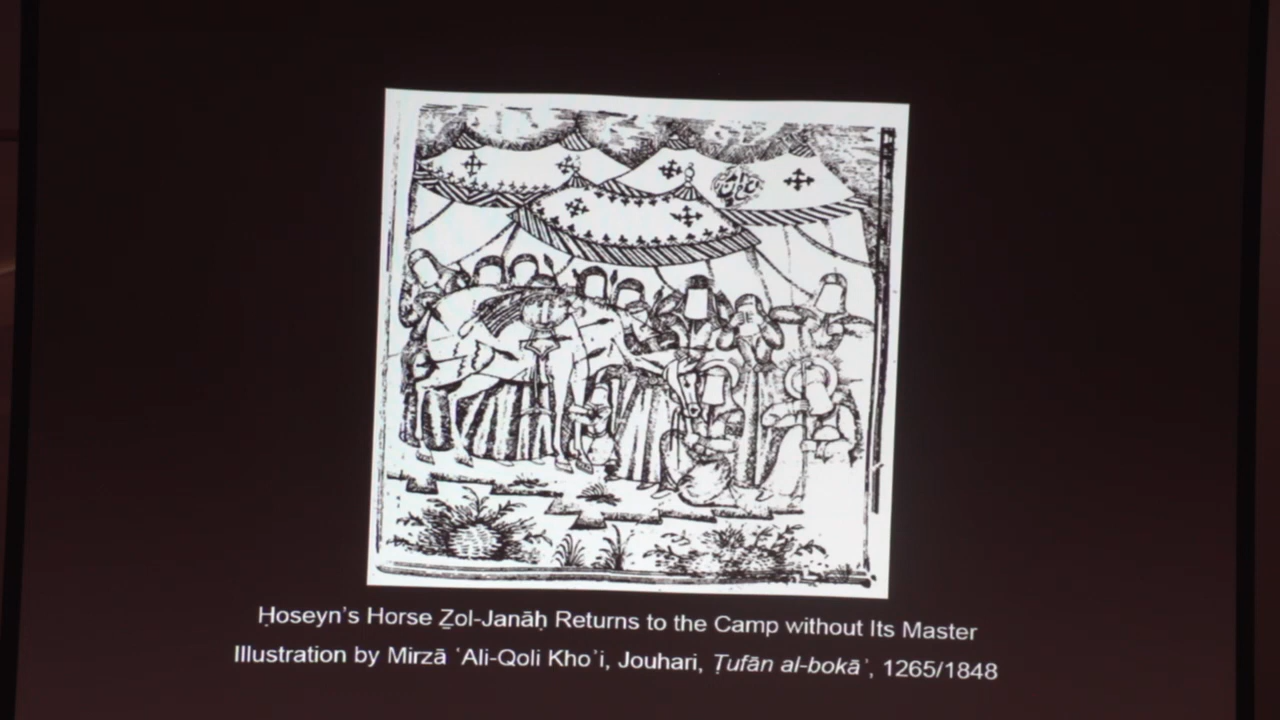 Ḥoseyn's Horse Ẕol-Janāḥ Returns to the Camp without Its Master
Illustration by Mirzā ʿAli-Qoli Khoʾi, Jouhari, Ṭufān al-bokāʾ, 1265/1848